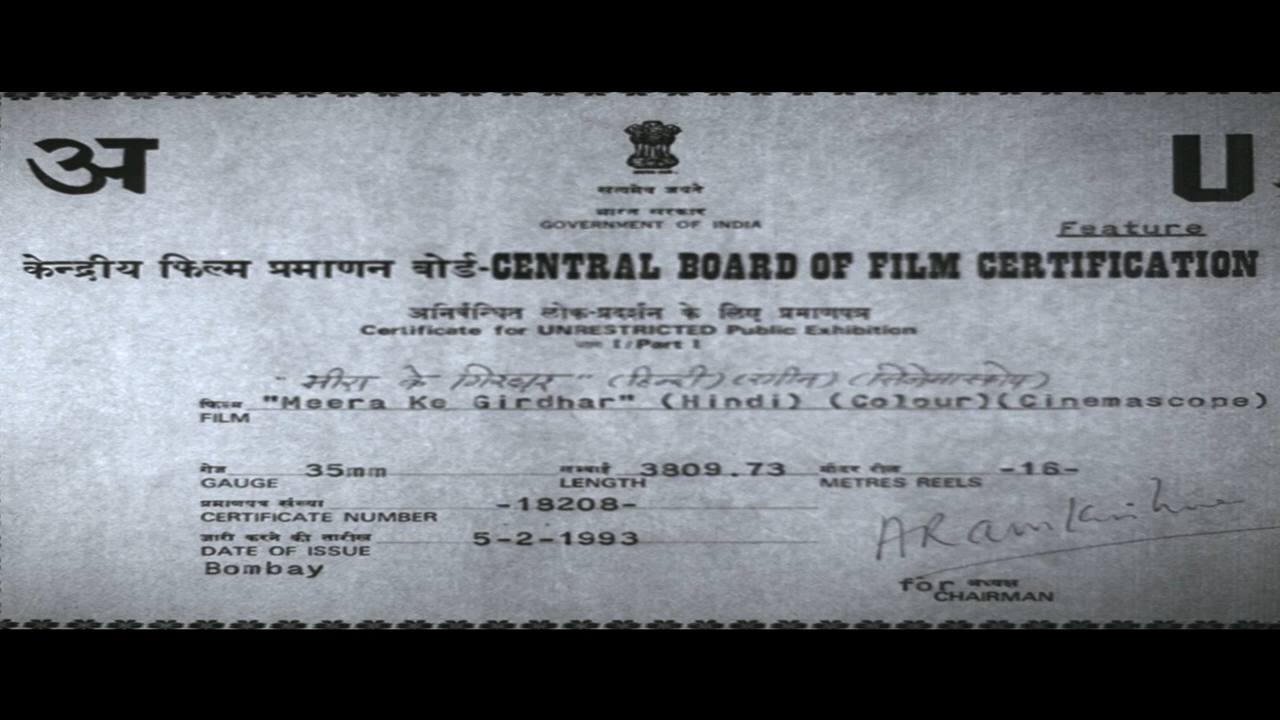 अ
U
सत्यमेव जयते
भारत सरकार
GOVERNMENT OF INDIA
Feature
केन्द्रीय फिल्म प्रमाणन बोर्ड-CENTRAL BOARD OF FILM CERTIFICATION
अनिर्बन्धित लोक-प्रदर्शन के लिए प्रमाणपत्र
Certificate for UNRESTRICTED Public Exhibition
भाग I/Part I
"मीरा के गिरधर" (हिन्दी) (रंगीन) (सिनेमास्कोप)
फिल्म "Meera Ke Girdhar" (Hindi) (Colour)(Cinemascope)
FILM
गेज 35mm लम्बाई 3809.73 मीटर रील -16-
GAUGE LENGTH METRES REELS
प्रमाणपत्र संख्या -18208-
CERTIFICATE NUMBER
जारी करने की तारीख 5-2-1993
DATE OF ISSUE
Bombay
for अध्यक्ष
CHAIRMAN